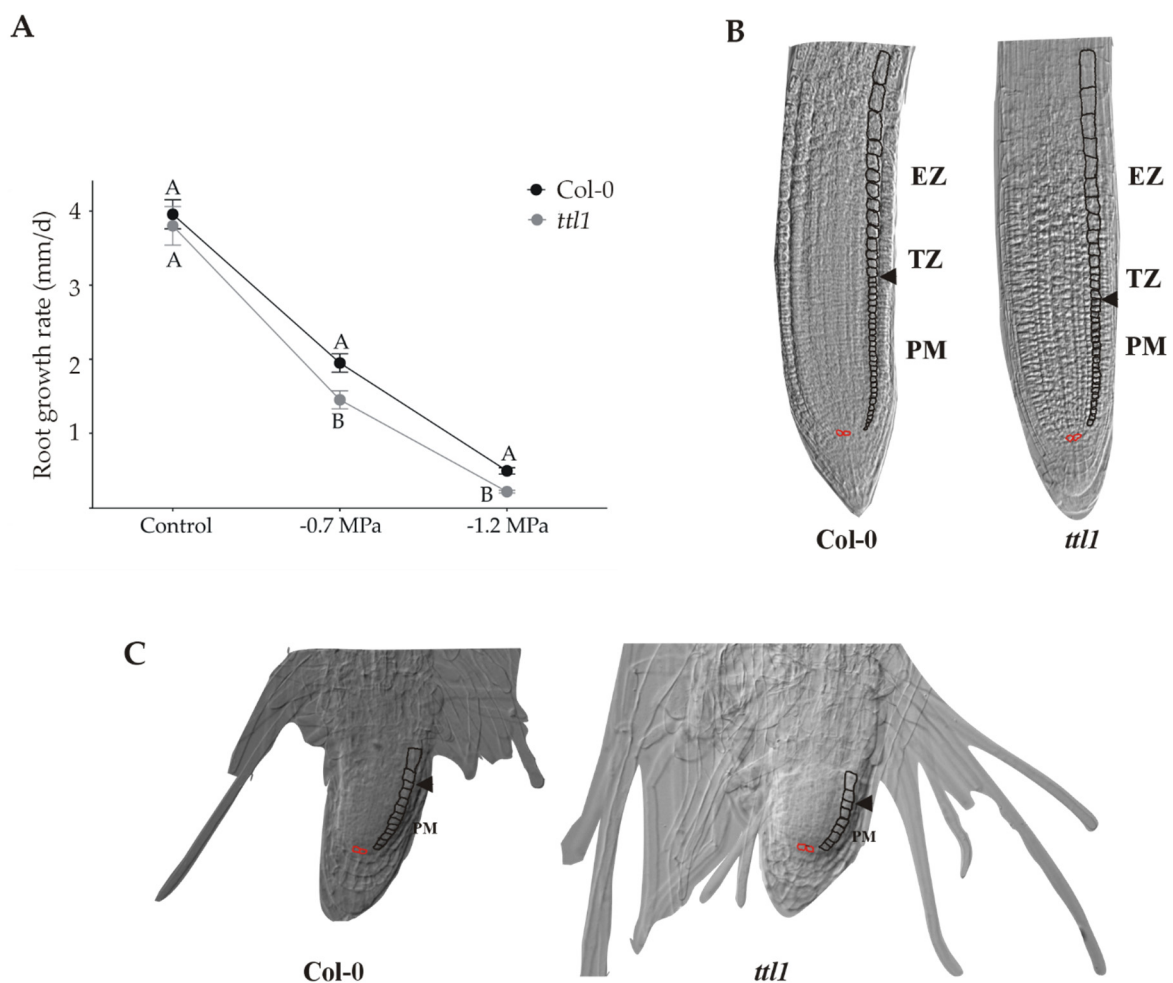 A
B
Col-0
ttl1
Root growth rate (mm/d)
4
3
2
1
A
A
A
B
A
B
Control
-0.7 MPa
-1.2 MPa
EZ
TZ
PM
EZ
TZ
PM
Col-0
ttl1
C
PM
PM
Col-0
ttl1